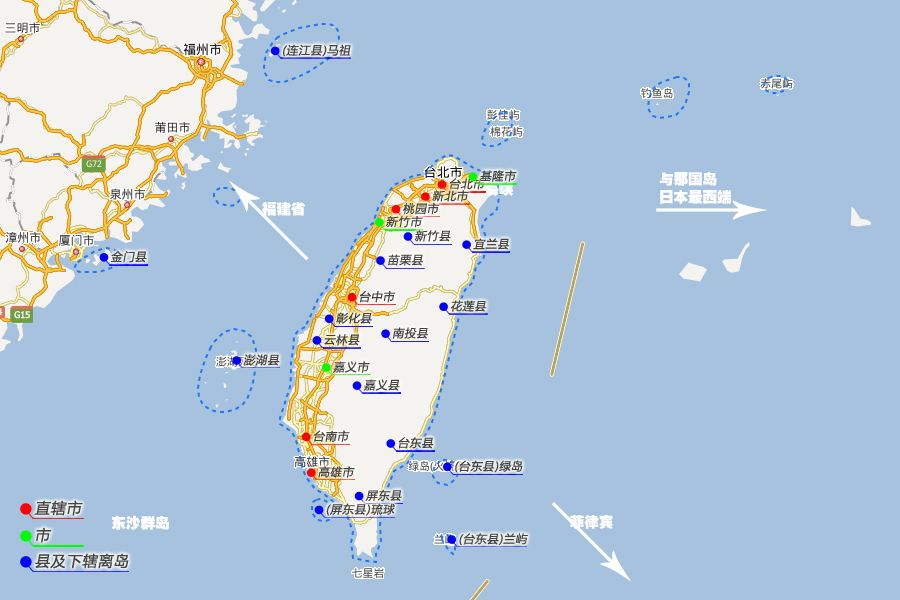 三明市
福州市
(连江县)马祖
钓鱼岛
赤尾屿
彭佳屿
棉花屿
莆田市
G72
台北市
基隆市
台北市
新北市
与那国岛
日本最西端
泉州市
福建省
桃园市
新竹市
漳州市
厦门市
新竹县
宜兰县
金门县
苗栗县
台中市
花莲县
G15
彰化县
南投县
云林县
澎湖县
嘉义市
嘉义县
台南市
台东县
高雄市
高雄市
绿岛
(台东县)绿岛
屏东县
(屏东县)琉球
直辖市
东沙群岛
菲律宾
市
(台东县)兰屿
县及下辖离岛
七星岩